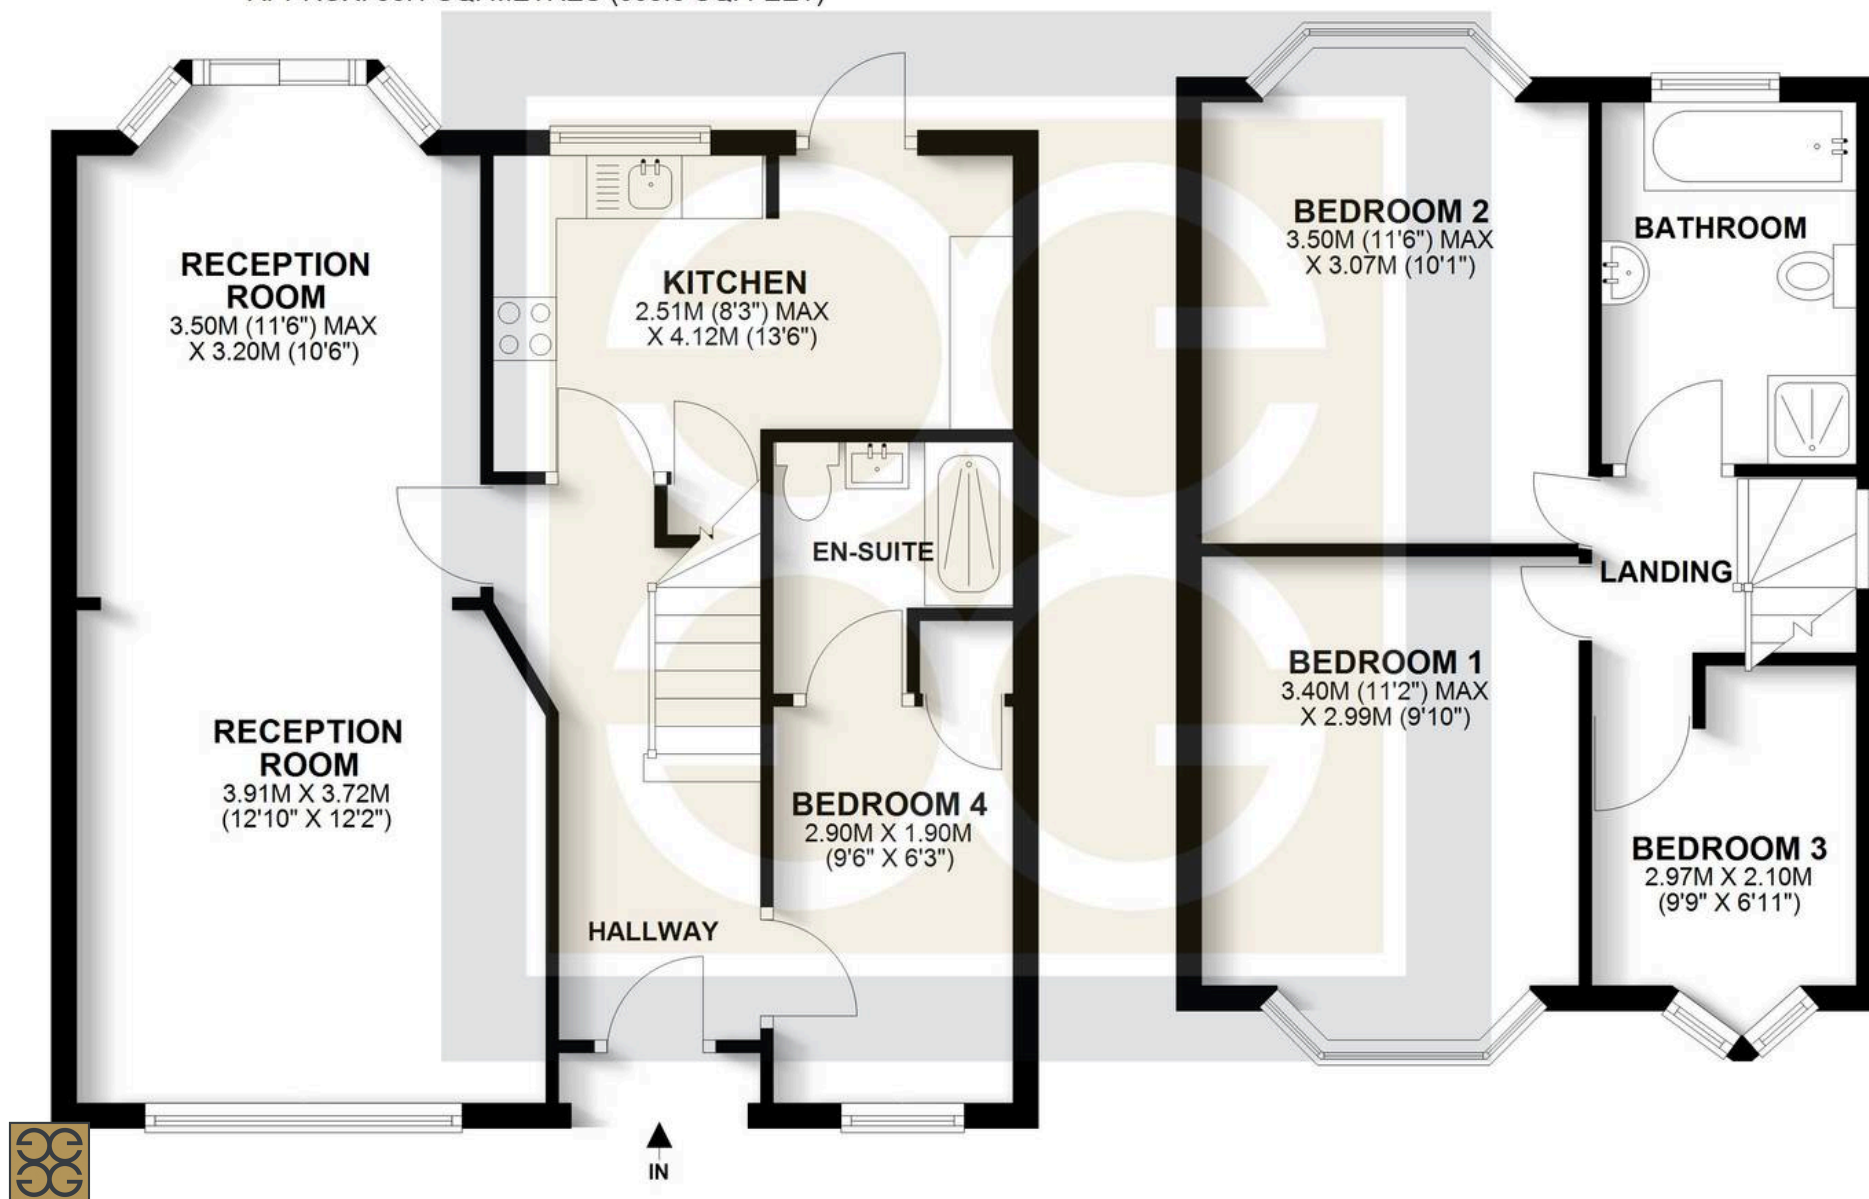 RECEPTION
ROOM
3.50M (11'6") MAX
X 3.20M (10'6")
KITCHEN
2.51M (8'3") MAX
X 4.12M (13'6")
EN-SUITE
RECEPTION
ROOM
3.91M X 3.72M
(12'10" X 12'2")
BEDROOM 4
2.90M X 1.90M
(9'6" X 6'3")
HALLWAY
IN
BEDROOM 2
3.50M (11'6") MAX
X 3.07M (10'1")
BATHROOM
LANDING
BEDROOM 1
3.40M (11'2") MAX
X 2.99M (9'10")
BEDROOM 3
2.97M X 2.10M
(9'9" X 6'11")